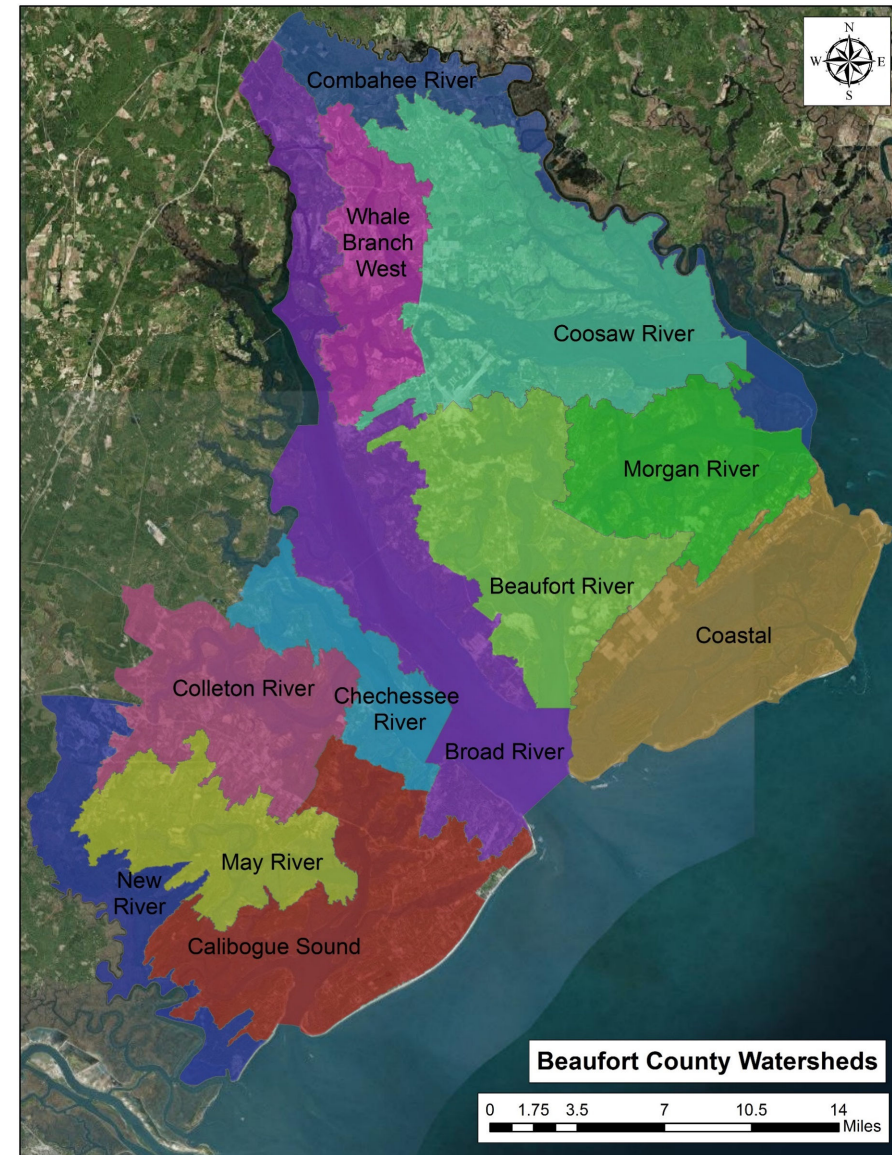 N
W E
S
Combahee River
Whale
Branch
West
Coosaw River
Morgan River
Beaufort River
Coastal
Colleton River
Chechessee
River
Broad River
May River
New
River
Calibogue Sound
Beaufort County Watersheds
0 1.75 3.5 7 10.5 14
Miles